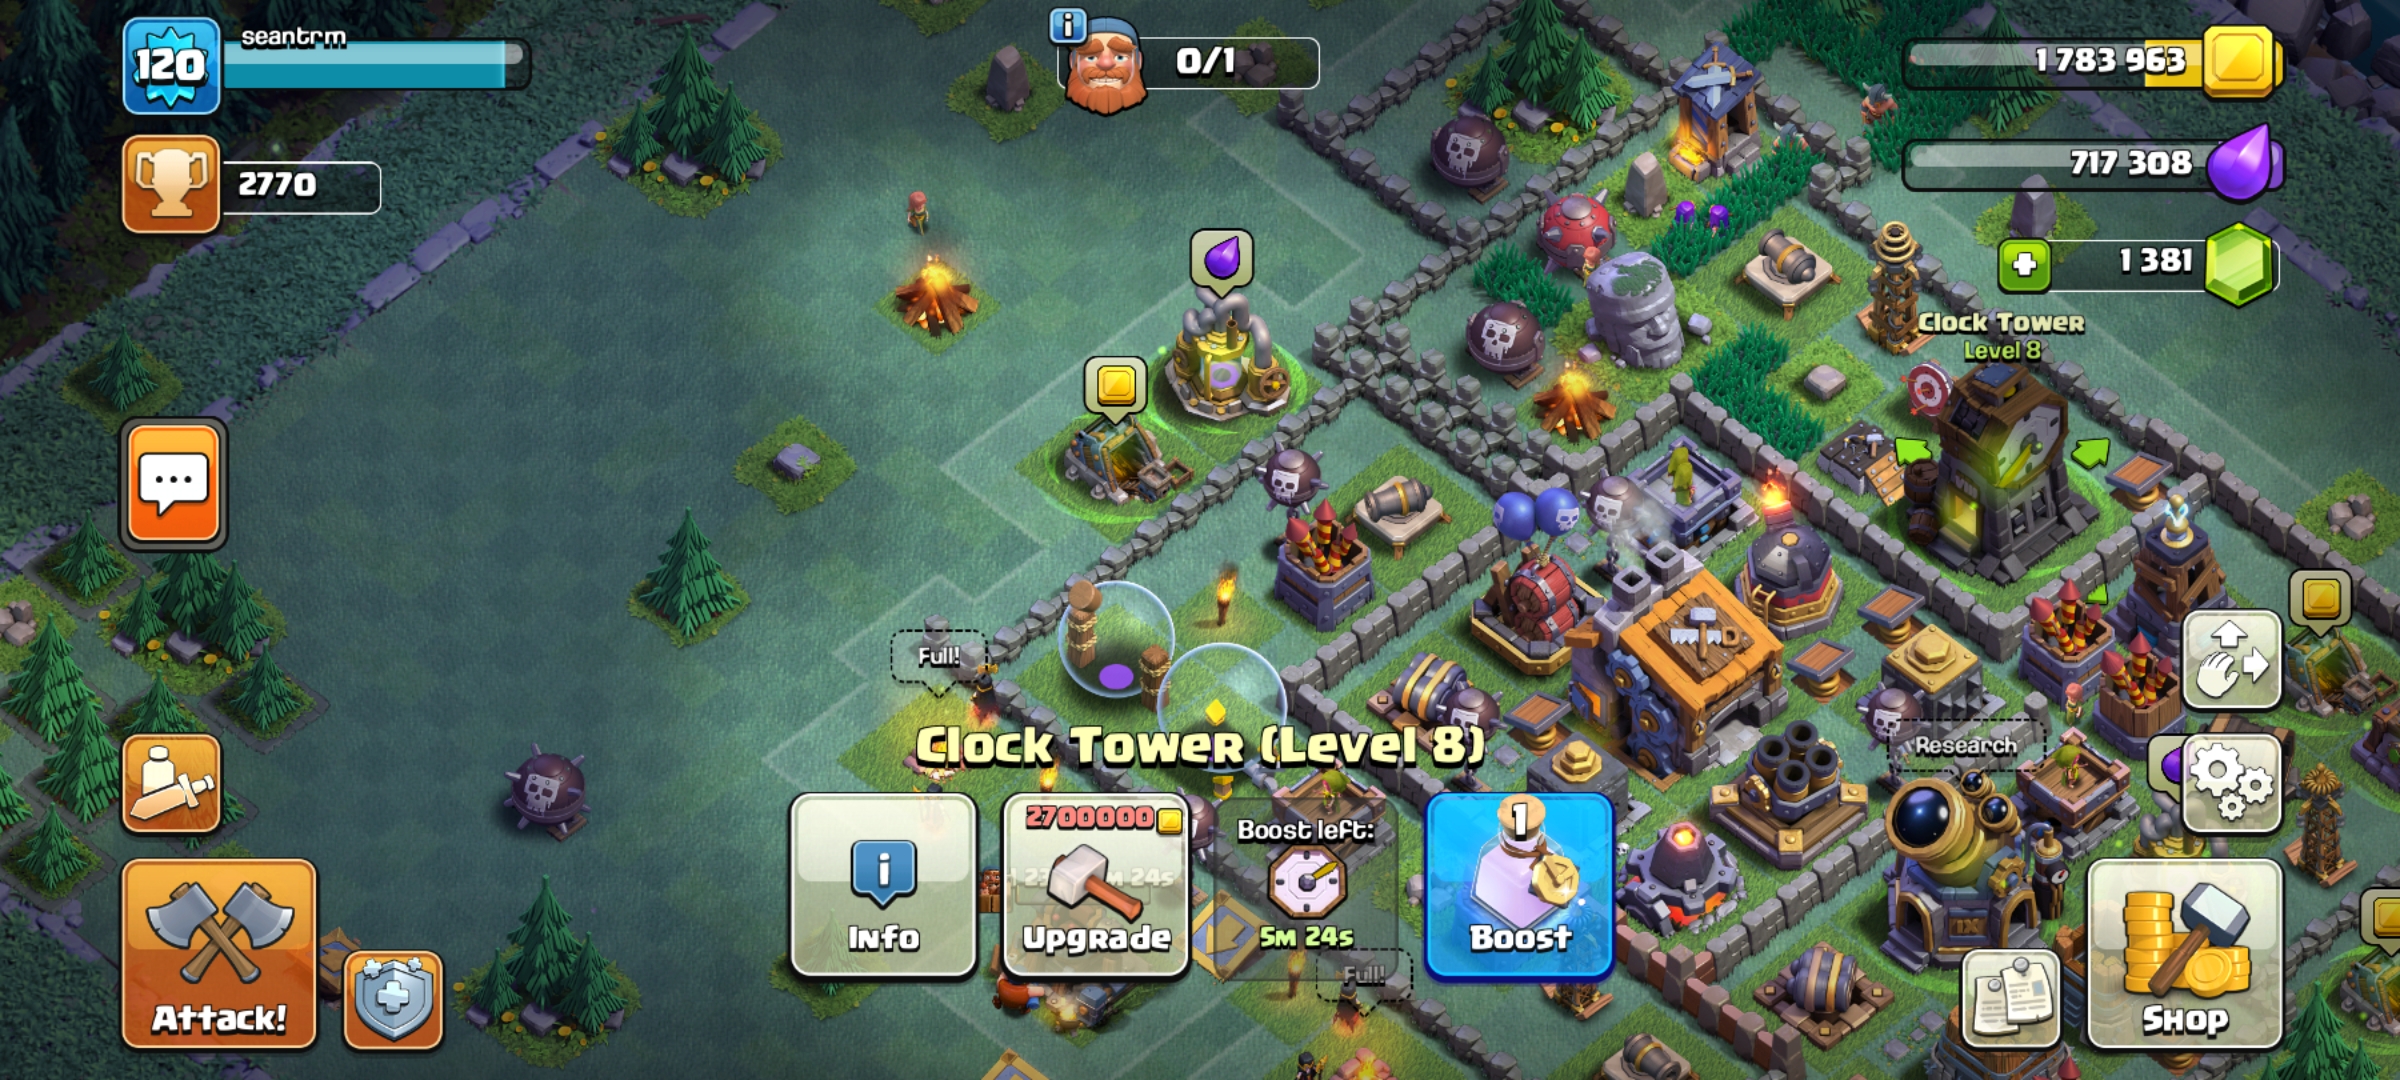 120
seantrm
0/1
1 783 963
2770
717 308
1 381
Clock Tower
Level 8
Full!
Clock Tower (Level 8)
Research
2700000
Boost left:
1
Info
Upgrade
5M 24s
Boost
Full!
IX
Attack!
Shop